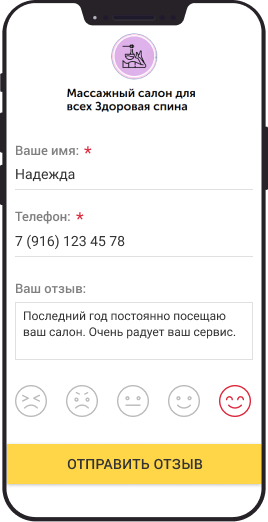 Массажный салон для
всех Здоровая спина
Ваше имя: *
Надежда
Телефон: *
7 (916) 123 45 78
Ваш отзыв:
Последний год постоянно посещаю
ваш салон. Очень радует ваш сервис.
ОТПРАВИТЬ ОТЗЫВ